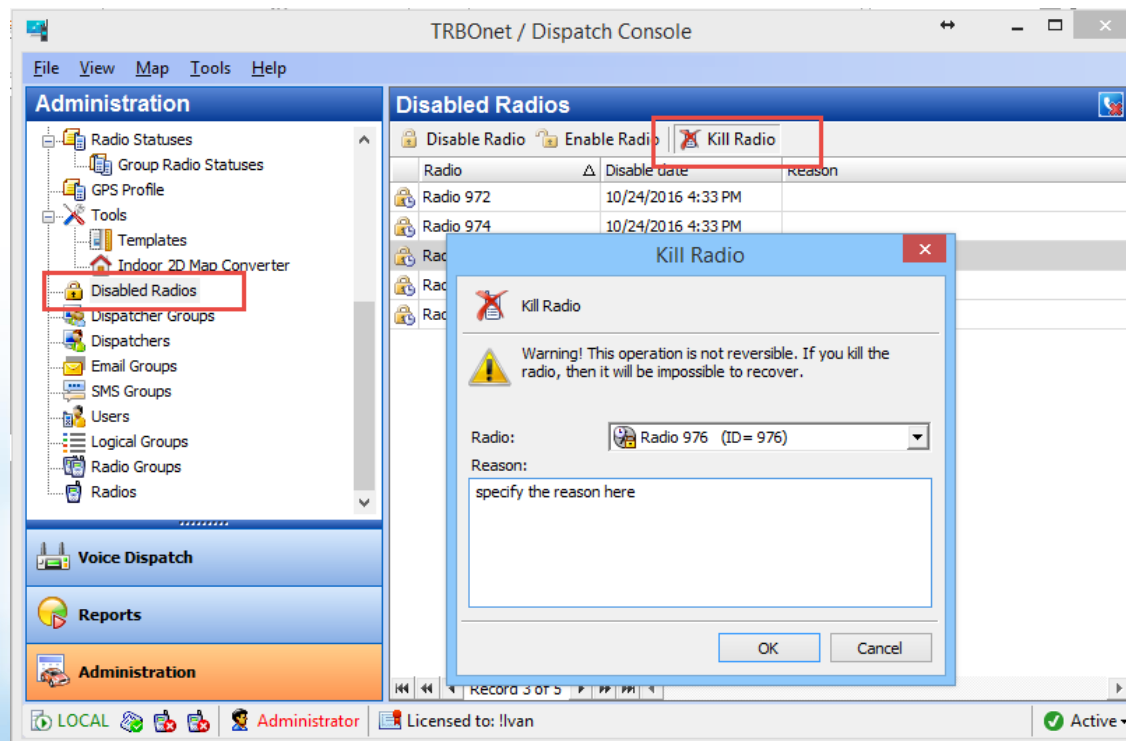 TRBOnet / Dispatch Console
File View Map Tools Help
Administration
Radio Statuses
Group Radio Statuses
GPS Profile
Tools
Templates
Indoor 2D Map Converter
Disabled Radios
Dispatcher Groups
Dispatchers
Email Groups
SMS Groups
Users
Logical Groups
Radio Groups
Radios
Voice Dispatch
Reports
Administration
Disabled Radios
Disable Radio Enable Radio Kill Radio
Radio Disable date Reason
Radio 972 10/24/2016 4:33 PM
Radio 974 10/24/2016 4:33 PM
Rad
Rad
Rad
Kill Radio
Kill Radio
Warning! This operation is not reversible. If you kill the
radio, then it will be impossible to recover.
Radio: Radio 976 (ID= 976)
Reason:
specify the reason here
OK Cancel
Record 3 of 5
LOCAL Administrator Licensed to: !Ivan Active